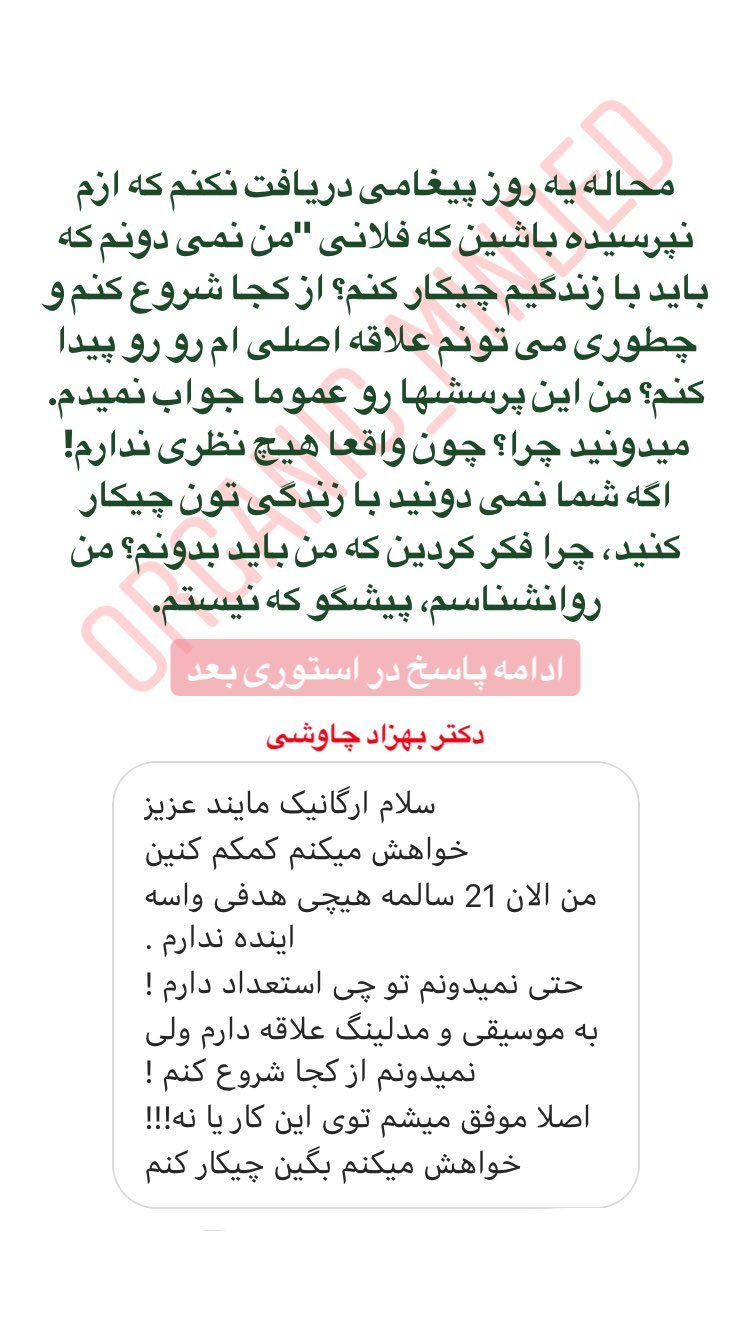 محاله یه روز پیغامی دریافت نکنم که ازم
نپرسیده باشین که فلانی "من نمی دونم که
باید با زندگیم چیکار کنم؟ از کجا شروع کنم و
چطوری می تونم علاقه اصلی ام رو رو پیدا
کنم؟ من این پرسشها رو عموما جواب نمیدم.
میدونید چرا؟ چون واقعا هیچ نظری ندارم!
اگه شما نمی دونید با زندگی تون چیکار
کنید، چرا فکر کردین که من باید بدونم؟ من
روانشناسم، پیشگو که نیستم.
ORGANIC_MINDED
ادامه پاسخ در استوری بعد
دکتر بهزاد چاوشی
سلام ارگانیک مایند عزیز
خواهش میکنم کمکم کنین
من الان 21 سالمه هیچی هدفی واسه
اینده ندارم .
حتی نمیدونم تو چی استعداد دارم !
به موسیقی و مدلینگ علاقه دارم ولی
نمیدونم از کجا شروع کنم !
اصلا موفق میشم توی این کار یا نه!!!
خواهش میکنم بگین چیکار کنم